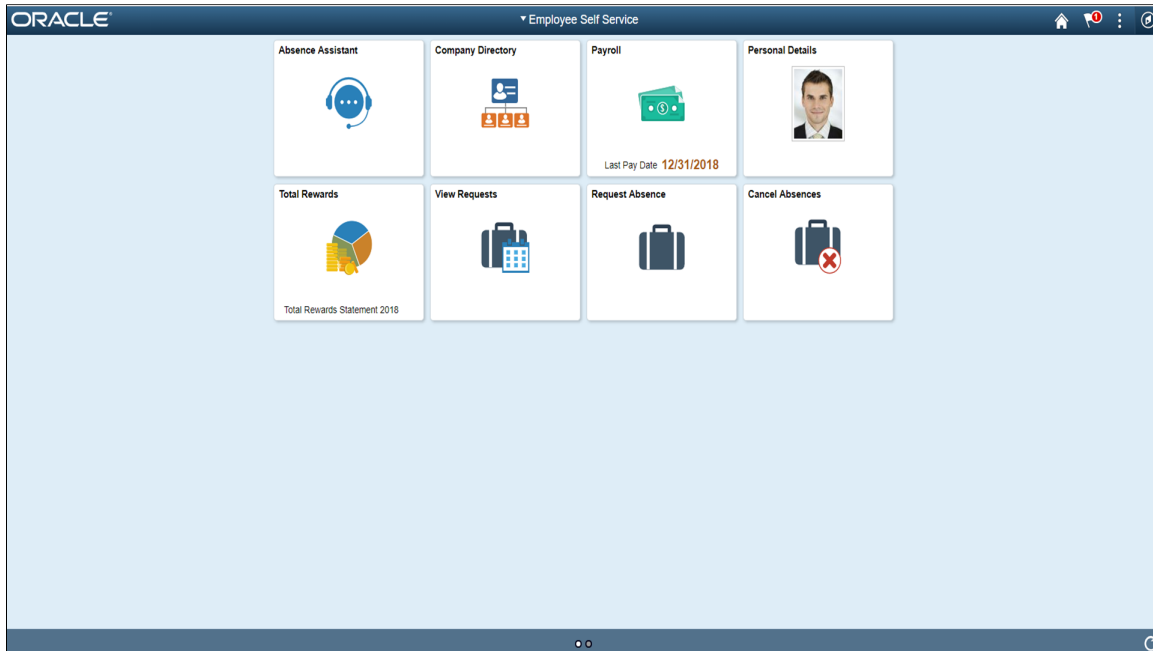 ORACLE
Employee Self Service
1
Absence Assistant
Company Directory
Payroll
Last Pay Date 12/31/2018
Personal Details
Total Rewards
Total Rewards Statement 2018
View Requests
Request Absence
Cancel Absences